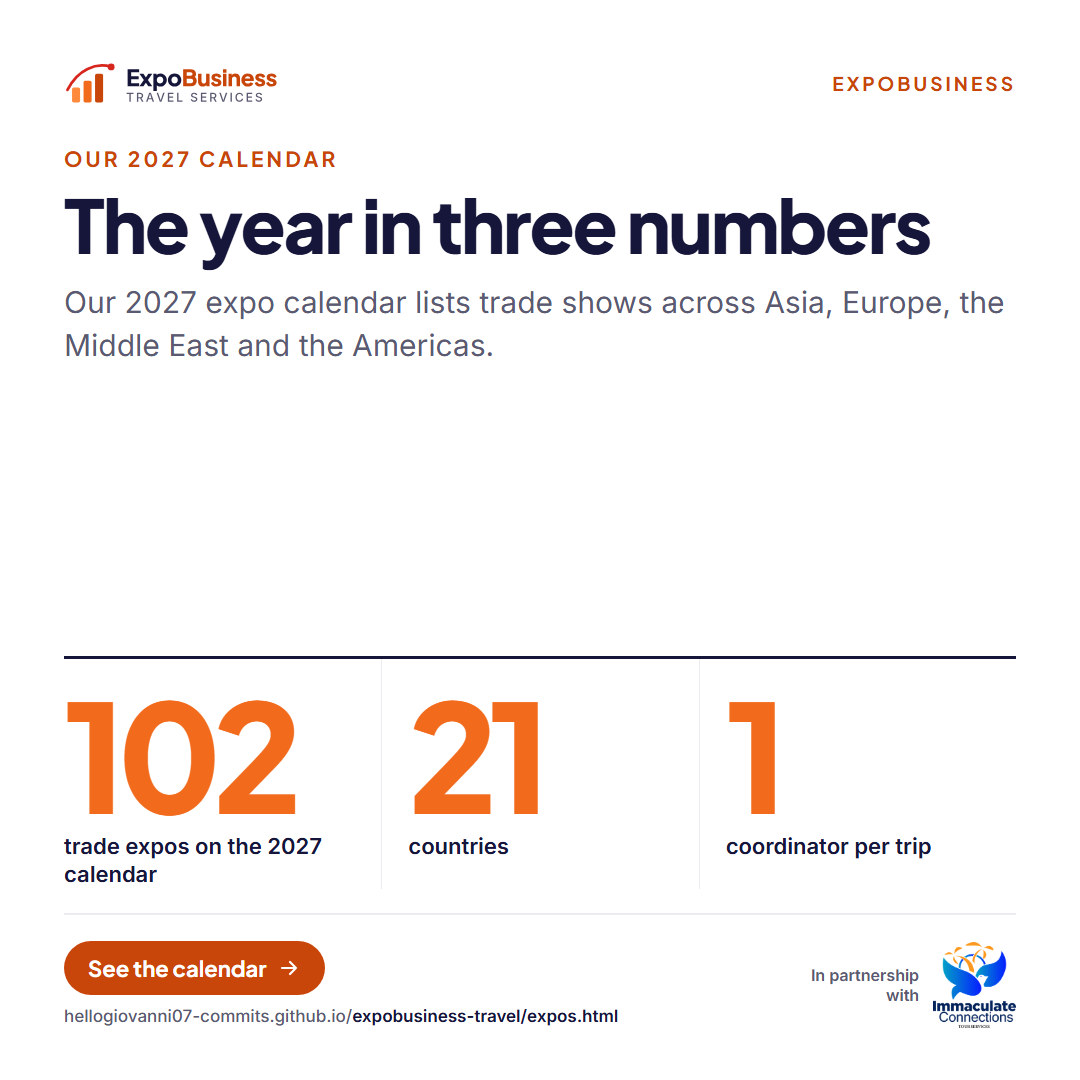 ExpoBusiness
TRAVEL SERVICES
EXPOBUSINESS
OUR 2027 CALENDAR
The year in three numbers
Our 2027 expo calendar lists trade shows across Asia, Europe, the
Middle East and the Americas.
102
trade expos on the 2027
calendar
21
countries
1
coordinator per trip
See the calendar →
hellogiovanni07-commits.github.io/expobusiness-travel/expos.html
In partnership
with
Immaculate
Connections
TOURS SERVICES